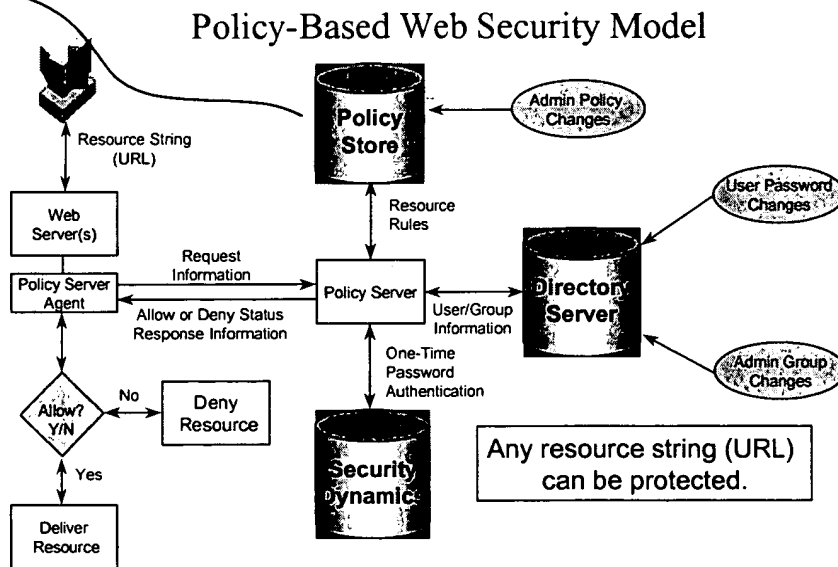 Policy-Based Web Security Model
Resource String
(URL)
Policy
Store
Admin Policy
Changes
Web
Server(s)
Resource
Rules
User Password
Changes
Policy Server
Agent
Request
Information
Allow or Deny Status
Response Information
Policy Server
User/Group
Information
Directory
Server
One-Time
Password
Authentication
Admin Group
Changes
Allow?
Y/N
No
Deny
Resource
Yes
Security
Dynamic
Any resource string (URL)
can be protected.
Deliver
Resource